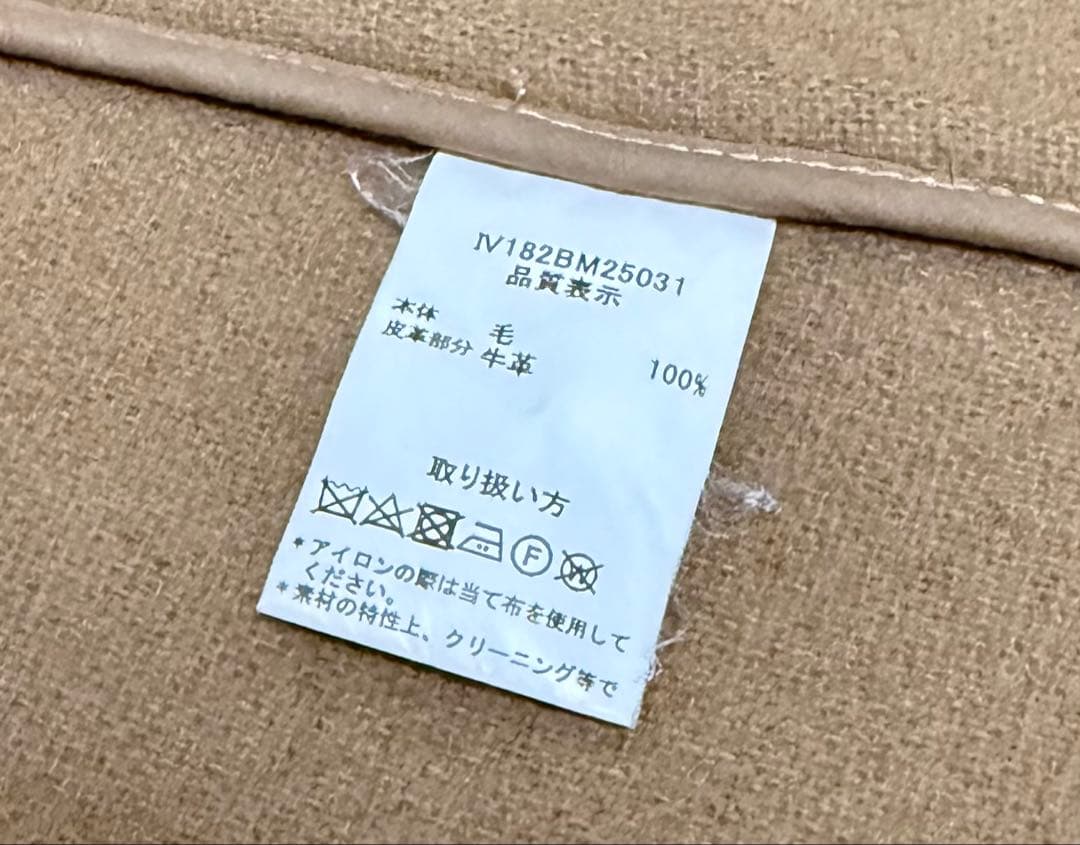 IV182BM25031
品質表示
本体 毛 100%
皮革部分 牛革
取り扱い方
F W
*アイロンの際は当て布を使用して
ください。
*素材の特性上、クリーニング等で